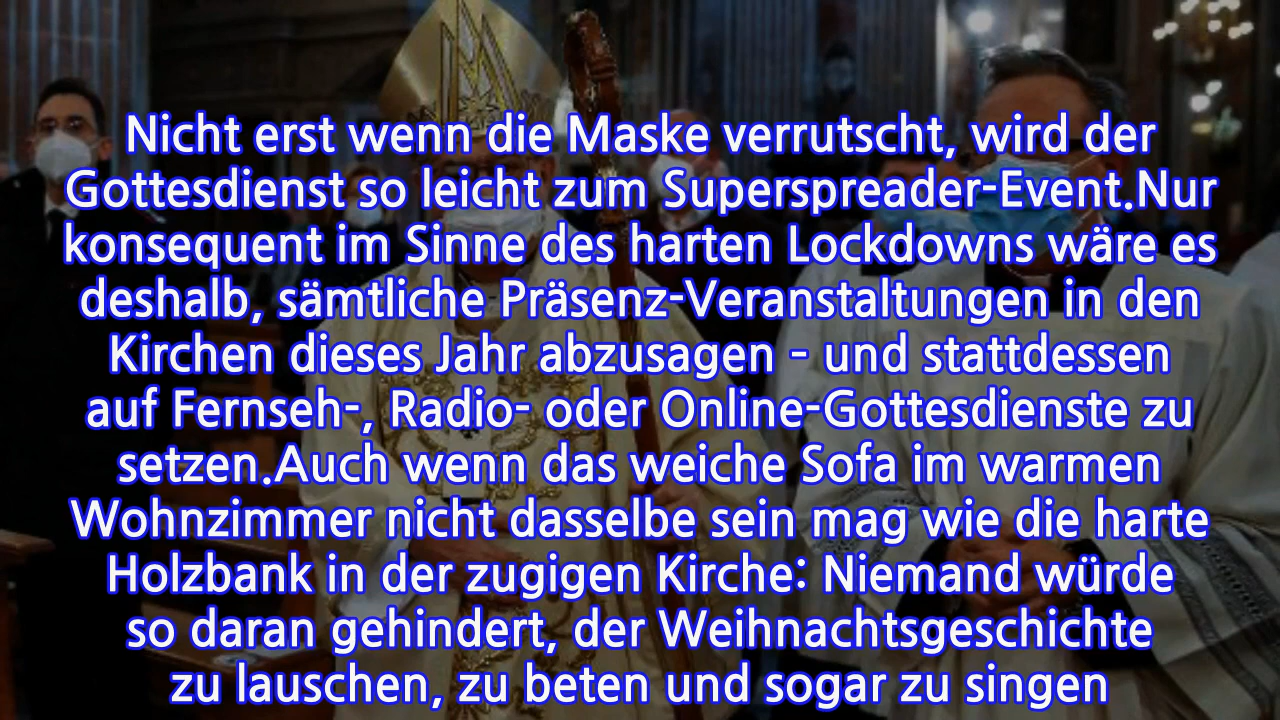 Nicht erst wenn die Maske verrutscht, wird der
Gottesdienst so leicht zum Superspreader-Event.Nur
konsequent im Sinne des harten Lockdowns wäre es
deshalb, sämtliche Präsenz-Veranstaltungen in den
Kirchen dieses Jahr abzusagen - und stattdessen
auf Fernseh-, Radio- oder Online-Gottesdienste zu
setzen.Auch wenn das weiche Sofa im warmen
Wohnzimmer nicht dasselbe sein mag wie die harte
Holzbank in der zugigen Kirche: Niemand würde
so daran gehindert, der Weihnachtsgeschichte
zu lauschen, zu beten und sogar zu singen